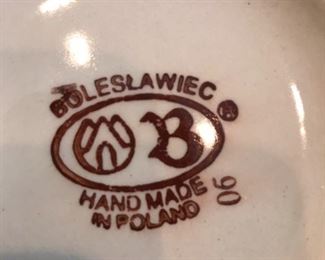 BOLESŁAWIEC ®
B
HAND MADE
IN POLAND
06